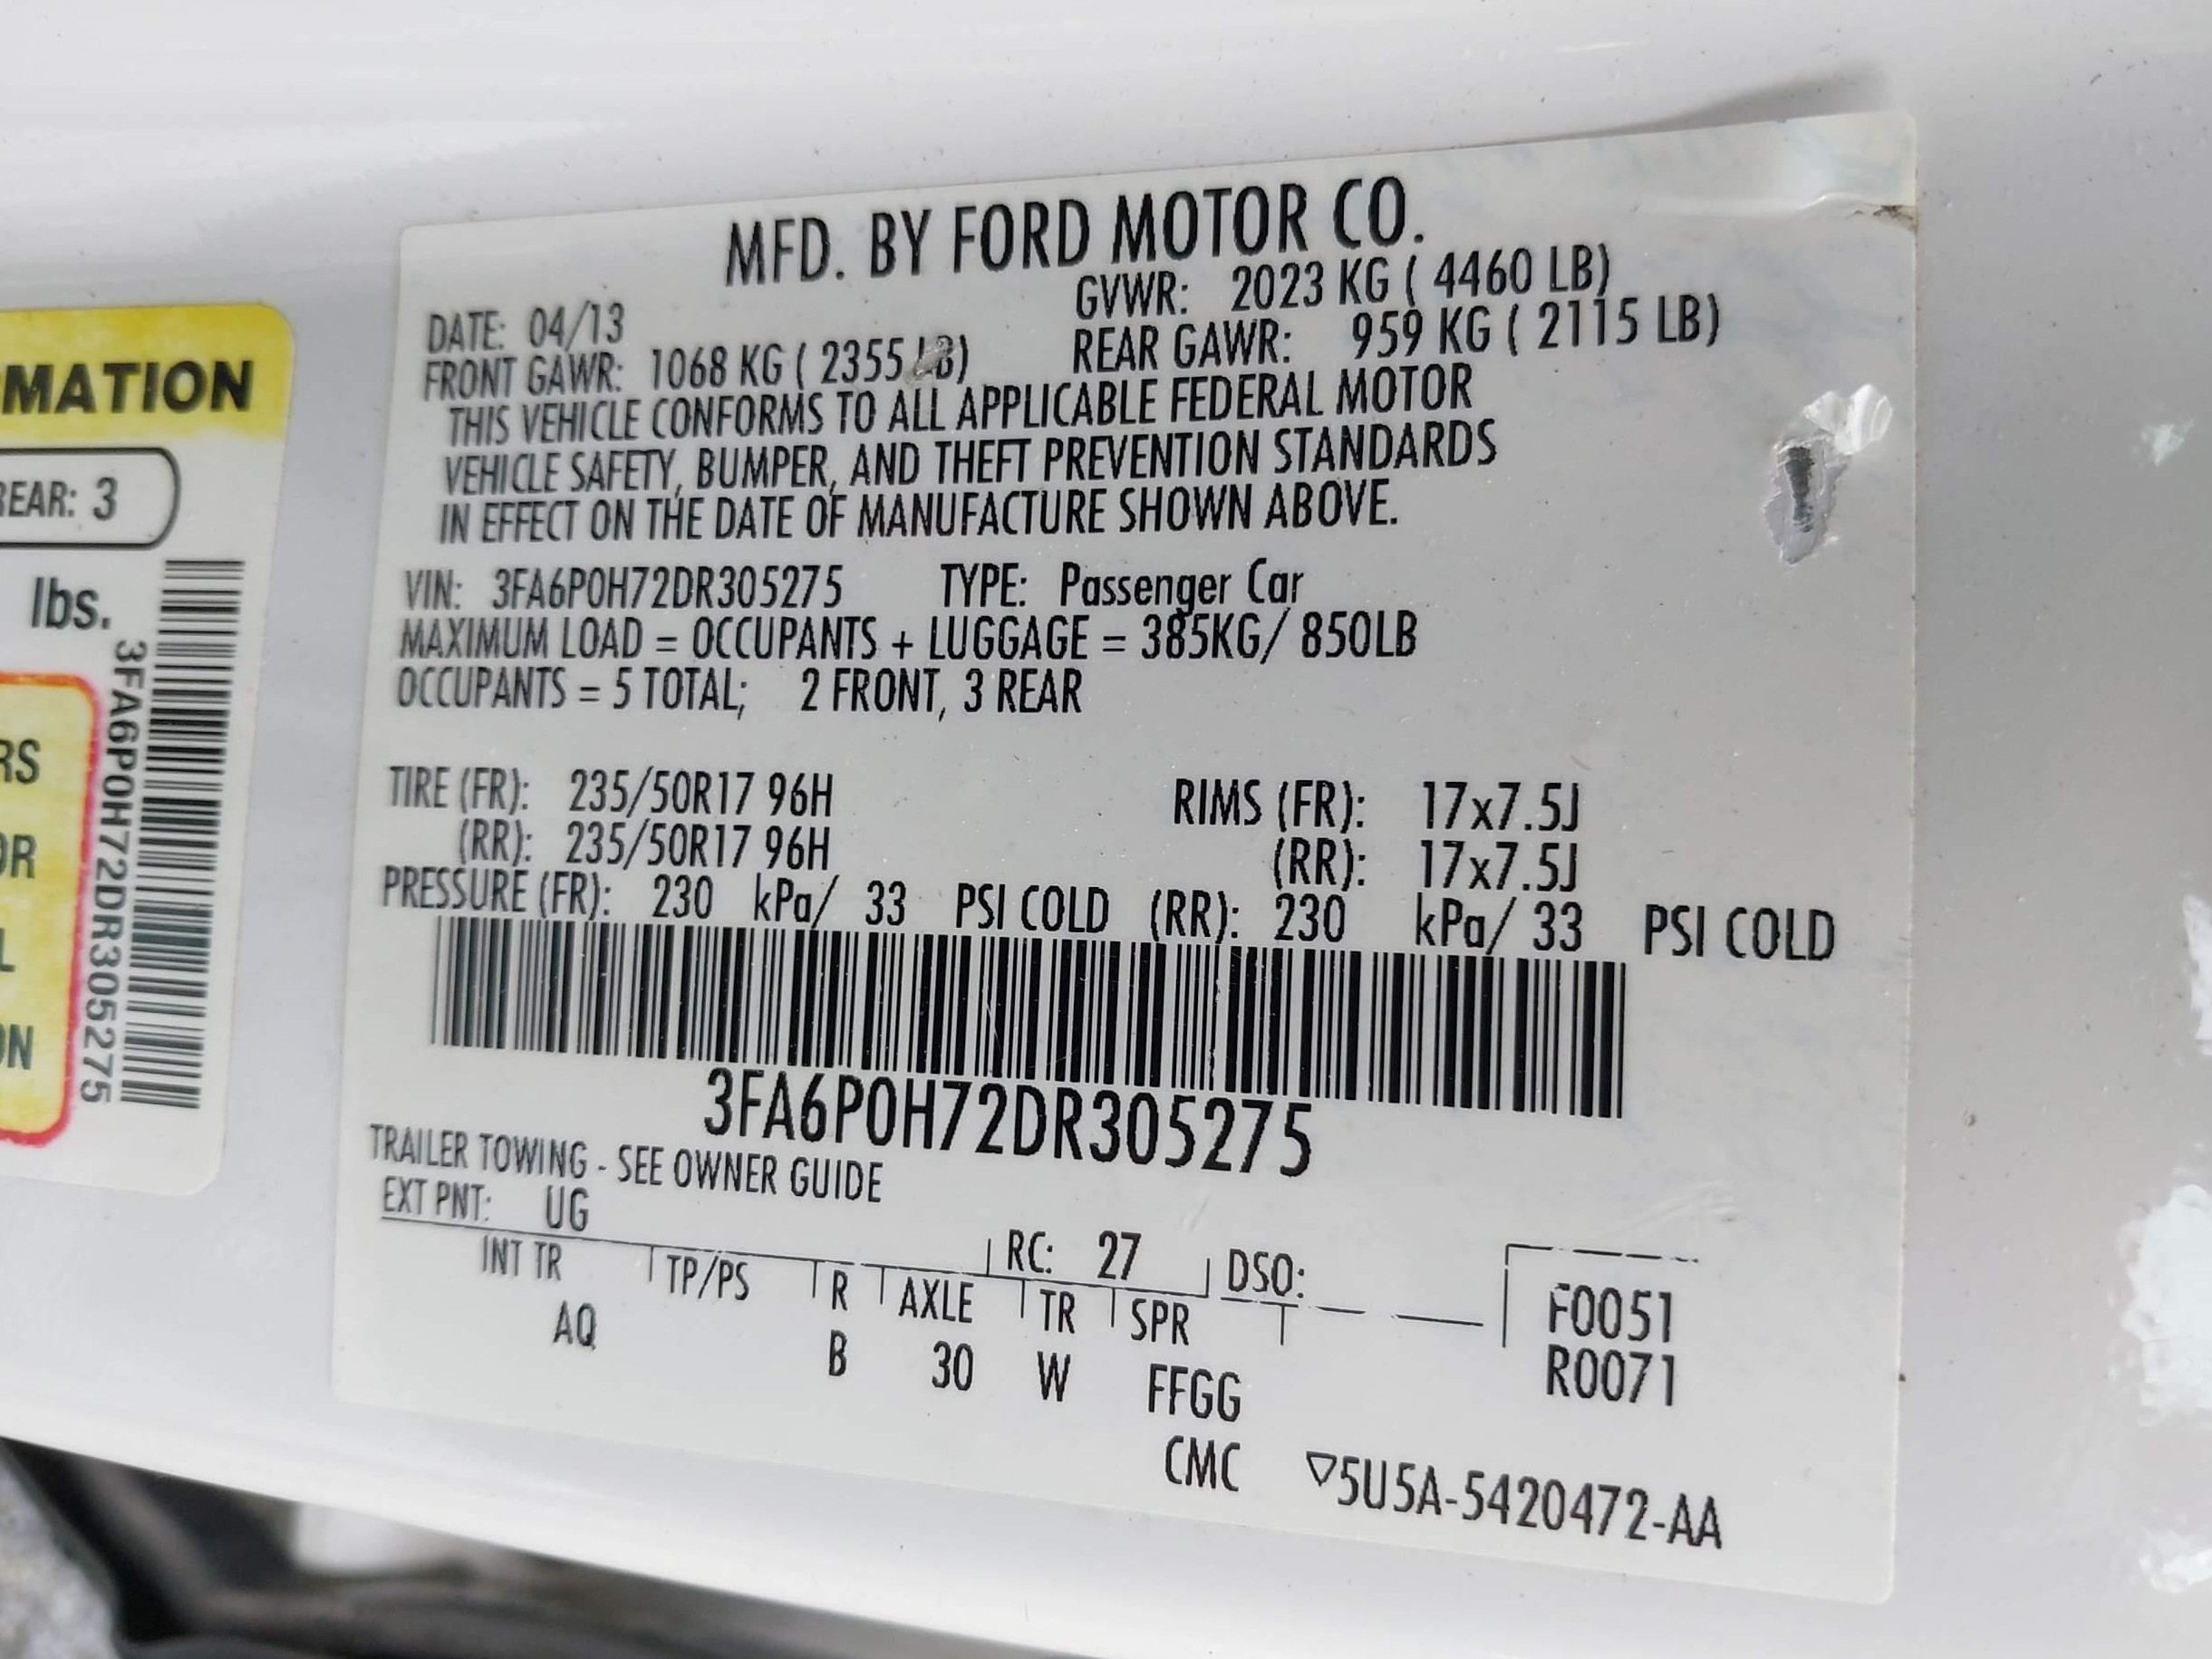 MATION
REAR: 3
lbs.
3FA6P0H72DR305275
RS
OR
L
ON
MFD. BY FORD MOTOR CO.
DATE: 04/13 GVWR: 2023 KG ( 4460 LB)
FRONT GAWR: 1068 KG ( 2355 LB) REAR GAWR: 959 KG ( 2115 LB)
THIS VEHICLE CONFORMS TO ALL APPLICABLE FEDERAL MOTOR
VEHICLE SAFETY, BUMPER, AND THEFT PREVENTION STANDARDS
IN EFFECT ON THE DATE OF MANUFACTURE SHOWN ABOVE.
VIN: 3FA6P0H72DR305275 TYPE: Passenger Car
MAXIMUM LOAD = OCCUPANTS + LUGGAGE = 385KG/ 850LB
OCCUPANTS = 5 TOTAL; 2 FRONT, 3 REAR
TIRE (FR): 235/50R17 96H RIMS (FR): 17x7.5J
(RR): 235/50R17 96H (RR): 17x7.5J
PRESSURE (FR): 230 kPa/ 33 PSI COLD (RR): 230 kPa/ 33 PSI COLD
3FA6P0H72DR305275
TRAILER TOWING - SEE OWNER GUIDE
EXT PNT: UG RC: 27 DSO:
INT TR TP/PS R AXLE TR SPR F0051
AQ B 30 W FFGG R0071
CMC ▽5U5A-5420472-AA